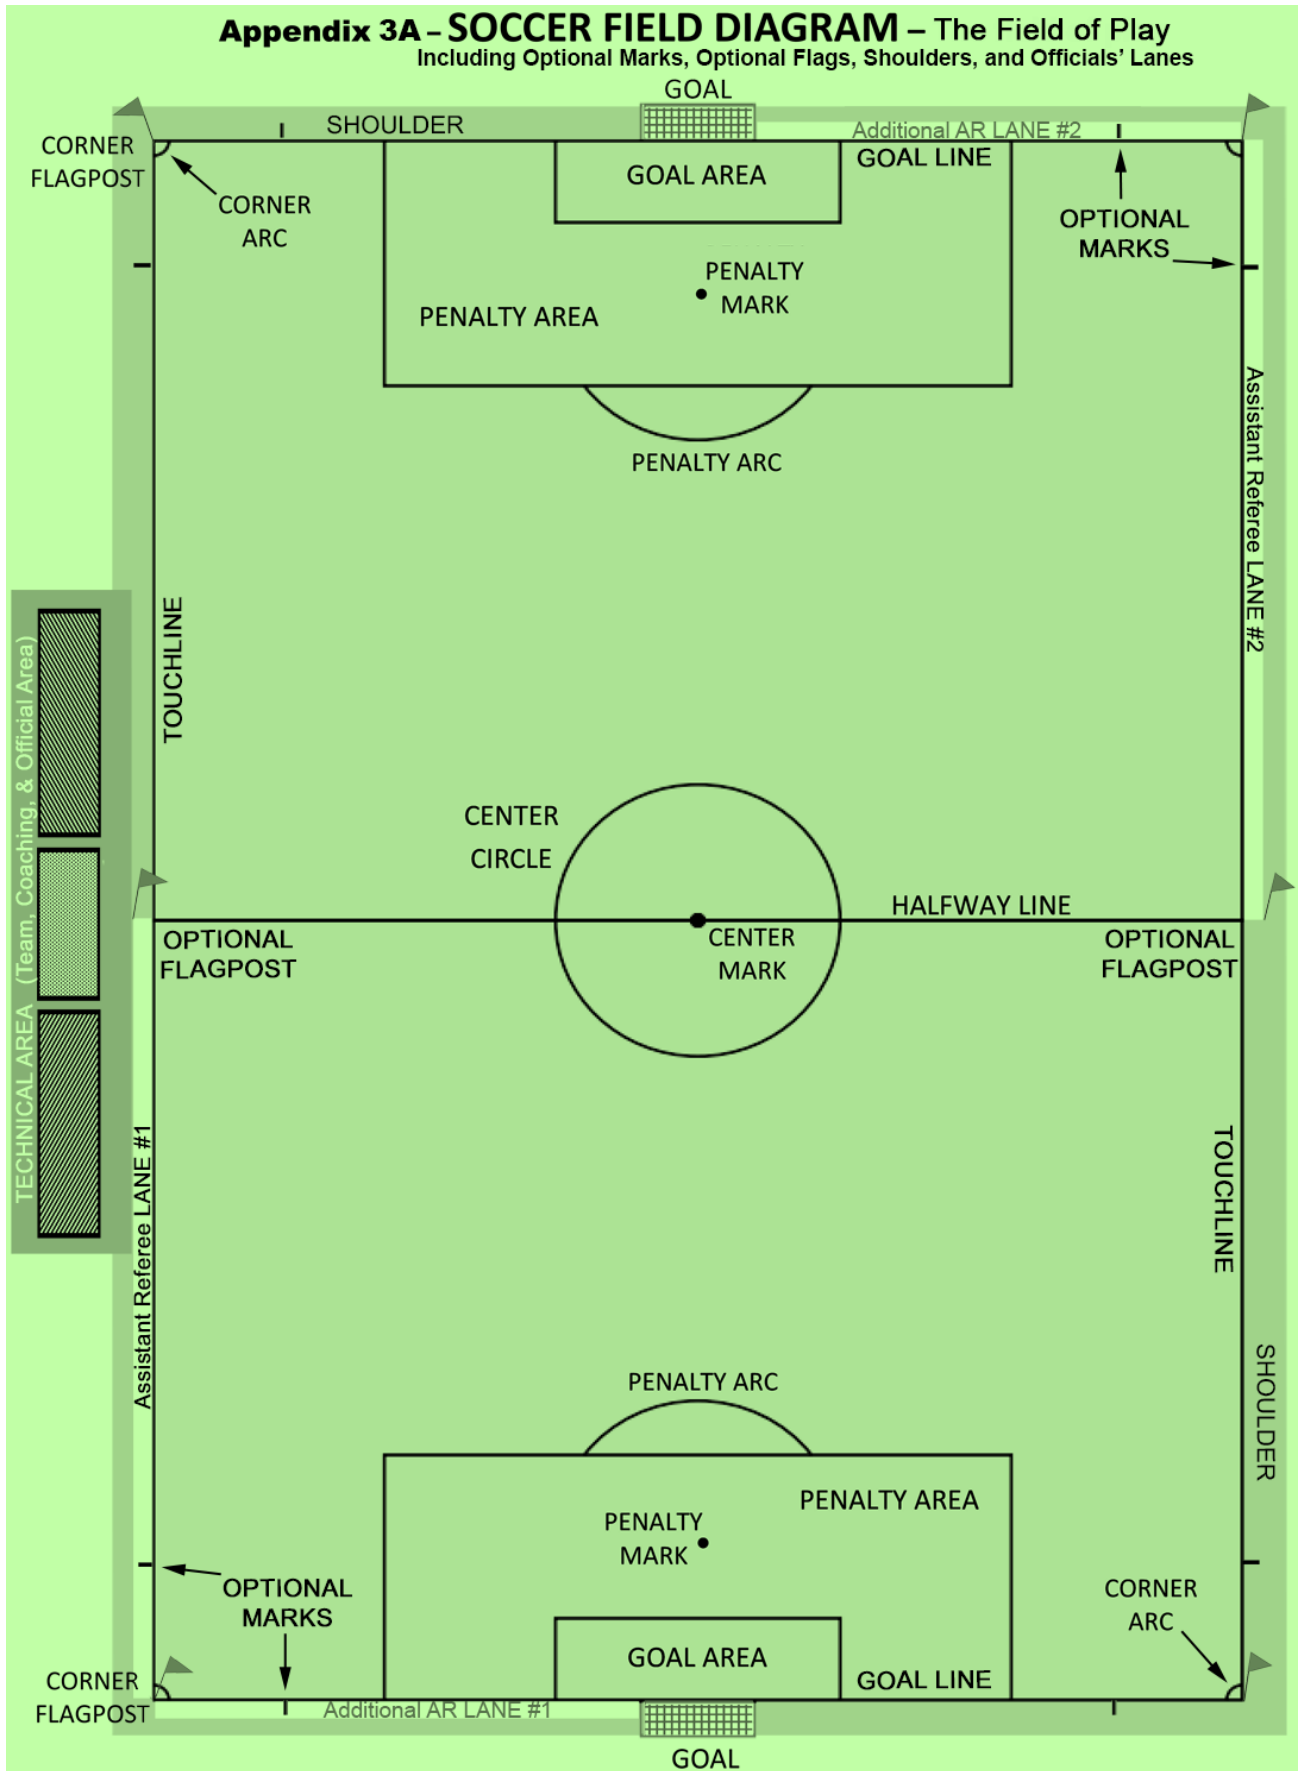 Appendix 3A – SOCCER FIELD DIAGRAM – The Field of Play
Including Optional Marks, Optional Flags, Shoulders, and Officials' Lanes
GOAL
SHOULDER
Additional AR LANE #2
CORNER
FLAGPOST
GOAL LINE
GOAL AREA
CORNER
ARC
OPTIONAL
MARKS
PENALTY
MARK
PENALTY AREA
PENALTY ARC
Assistant Referee LANE #2
TOUCHLINE
TECHNICAL AREA (Team, Coaching, & Official Area)
CENTER
CIRCLE
HALFWAY LINE
OPTIONAL
FLAGPOST
CENTER
MARK
OPTIONAL
FLAGPOST
Assistant Referee LANE #1
TOUCHLINE
SHOULDER
PENALTY ARC
PENALTY AREA
PENALTY
MARK
OPTIONAL
MARKS
CORNER
ARC
GOAL AREA
GOAL LINE
CORNER
FLAGPOST
Additional AR LANE #1
GOAL